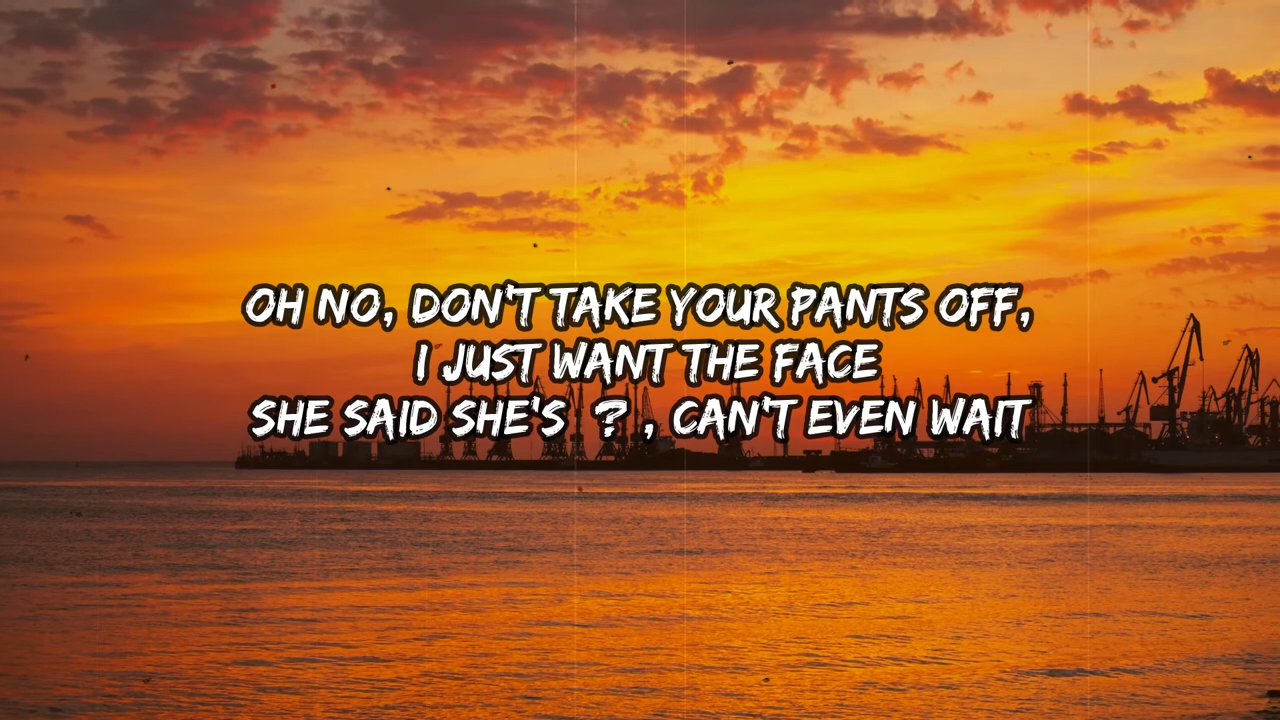 OH NO, DON'T TAKE YOUR PANTS OFF,
I JUST WANT THE FACE
SHE SAID SHE'S ?, CAN'T EVEN WAIT